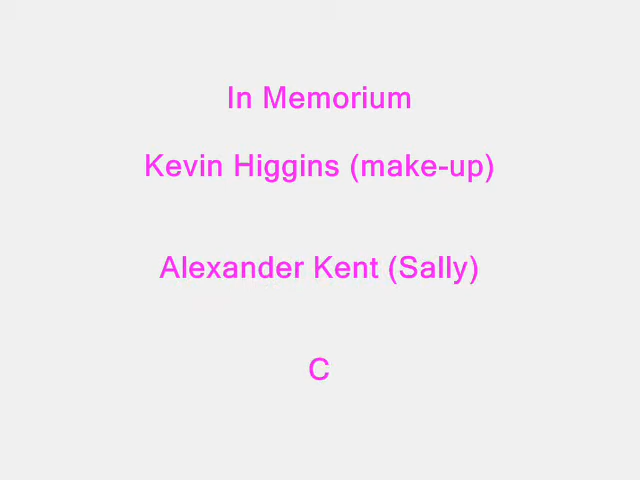 In Memorium
Kevin Higgins (make-up)
Alexander Kent (Sally)
C